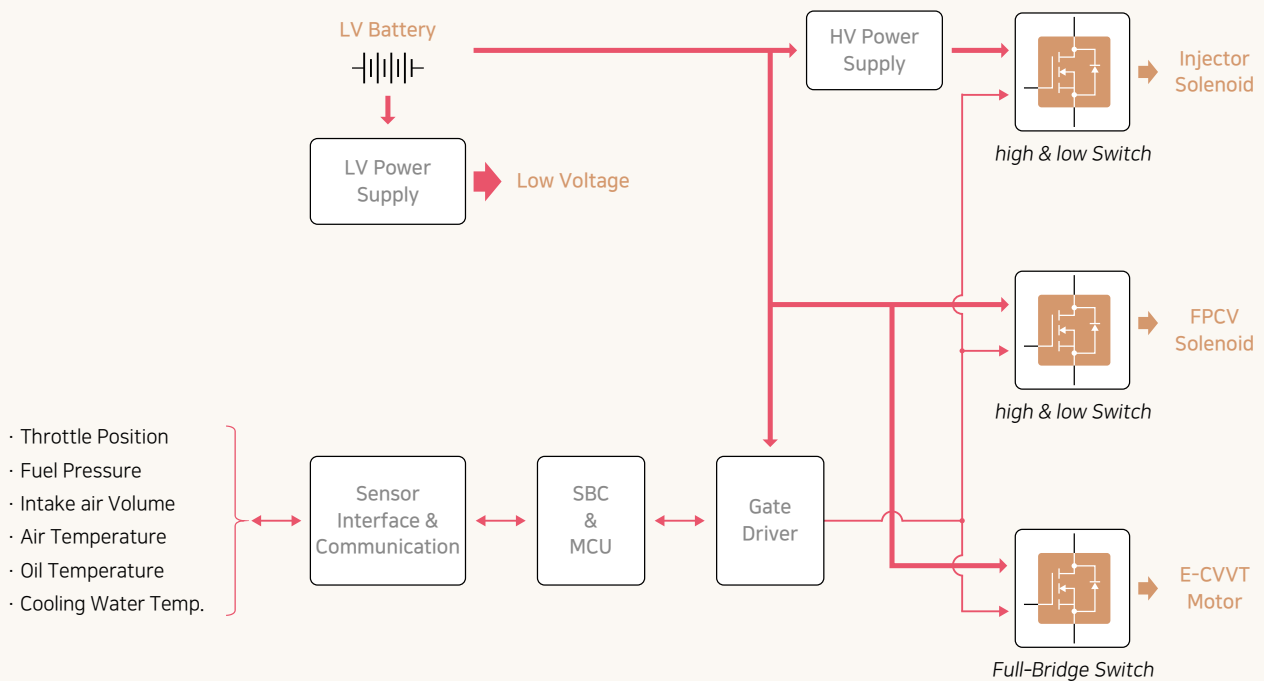 LV Battery
HV Power
Supply
Injector
Solenoid
high & low Switch
LV Power
Supply
Low Voltage
FPCV
Solenoid
high & low Switch
· Throttle Position
· Fuel Pressure
· Intake air Volume
· Air Temperature
· Oil Temperature
· Cooling Water Temp.
Sensor
Interface &
Communication
SBC
&
MCU
Gate
Driver
E-CVVT
Motor
Full-Bridge Switch